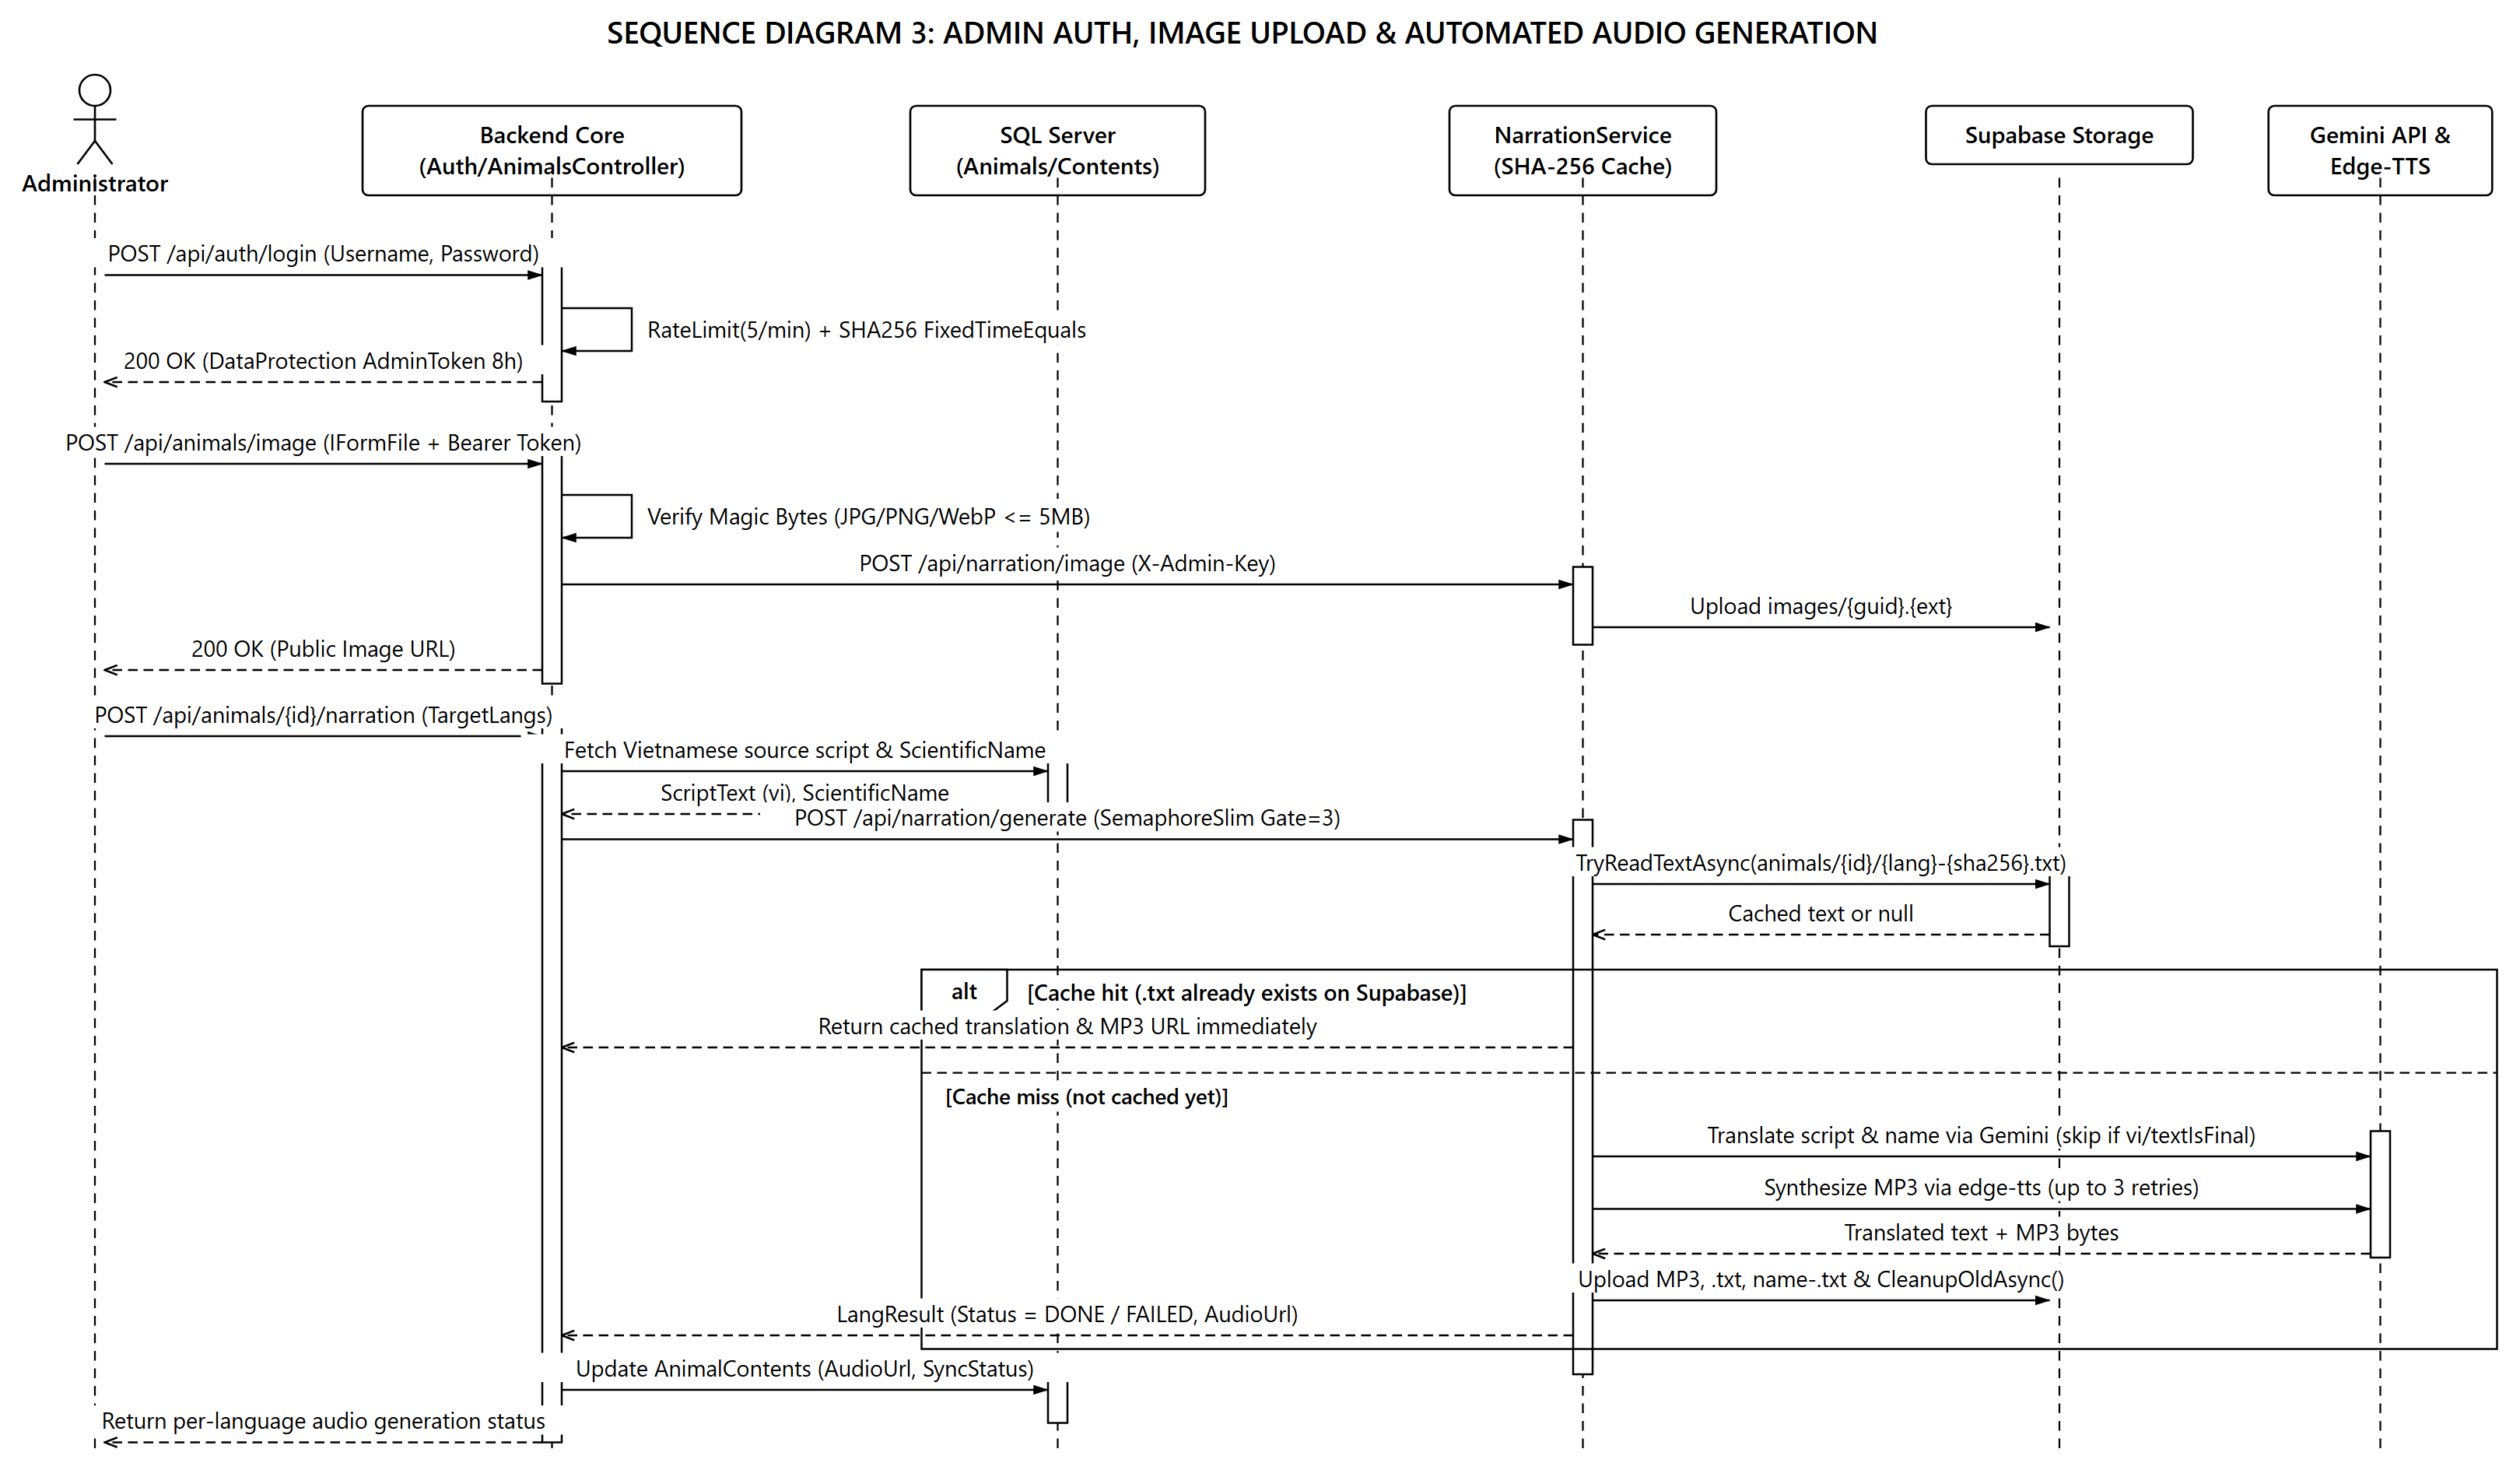 SEQUENCE DIAGRAM 3: ADMIN AUTH, IMAGE UPLOAD & AUTOMATED AUDIO GENERATION
Administrator
Backend Core
(Auth/AnimalsController)
SQL Server
(Animals/Contents)
NarrationService
(SHA-256 Cache)
Supabase Storage
Gemini API &
Edge-TTS
POST /api/auth/login (Username, Password)
RateLimit(5/min) + SHA256 FixedTimeEquals
200 OK (DataProtection AdminToken 8h)
POST /api/animals/image (IFormFile + Bearer Token)
Verify Magic Bytes (JPG/PNG/WebP <= 5MB)
POST /api/narration/image (X-Admin-Key)
Upload images/{guid}.{ext}
200 OK (Public Image URL)
POST /api/animals/{id}/narration (TargetLangs)
Fetch Vietnamese source script & ScientificName
ScriptText (vi), ScientificName
POST /api/narration/generate (SemaphoreSlim Gate=3)
TryReadTextAsync(animals/{id}/{lang}-{sha256}.txt)
Cached text or null
alt
[Cache hit (.txt already exists on Supabase)]
Return cached translation & MP3 URL immediately
[Cache miss (not cached yet)]
Translate script & name via Gemini (skip if vi/textIsFinal)
Synthesize MP3 via edge-tts (up to 3 retries)
Translated text + MP3 bytes
Upload MP3, .txt, name-.txt & CleanupOldAsync()
LangResult (Status = DONE / FAILED, AudioUrl)
Update AnimalContents (AudioUrl, SyncStatus)
Return per-language audio generation status